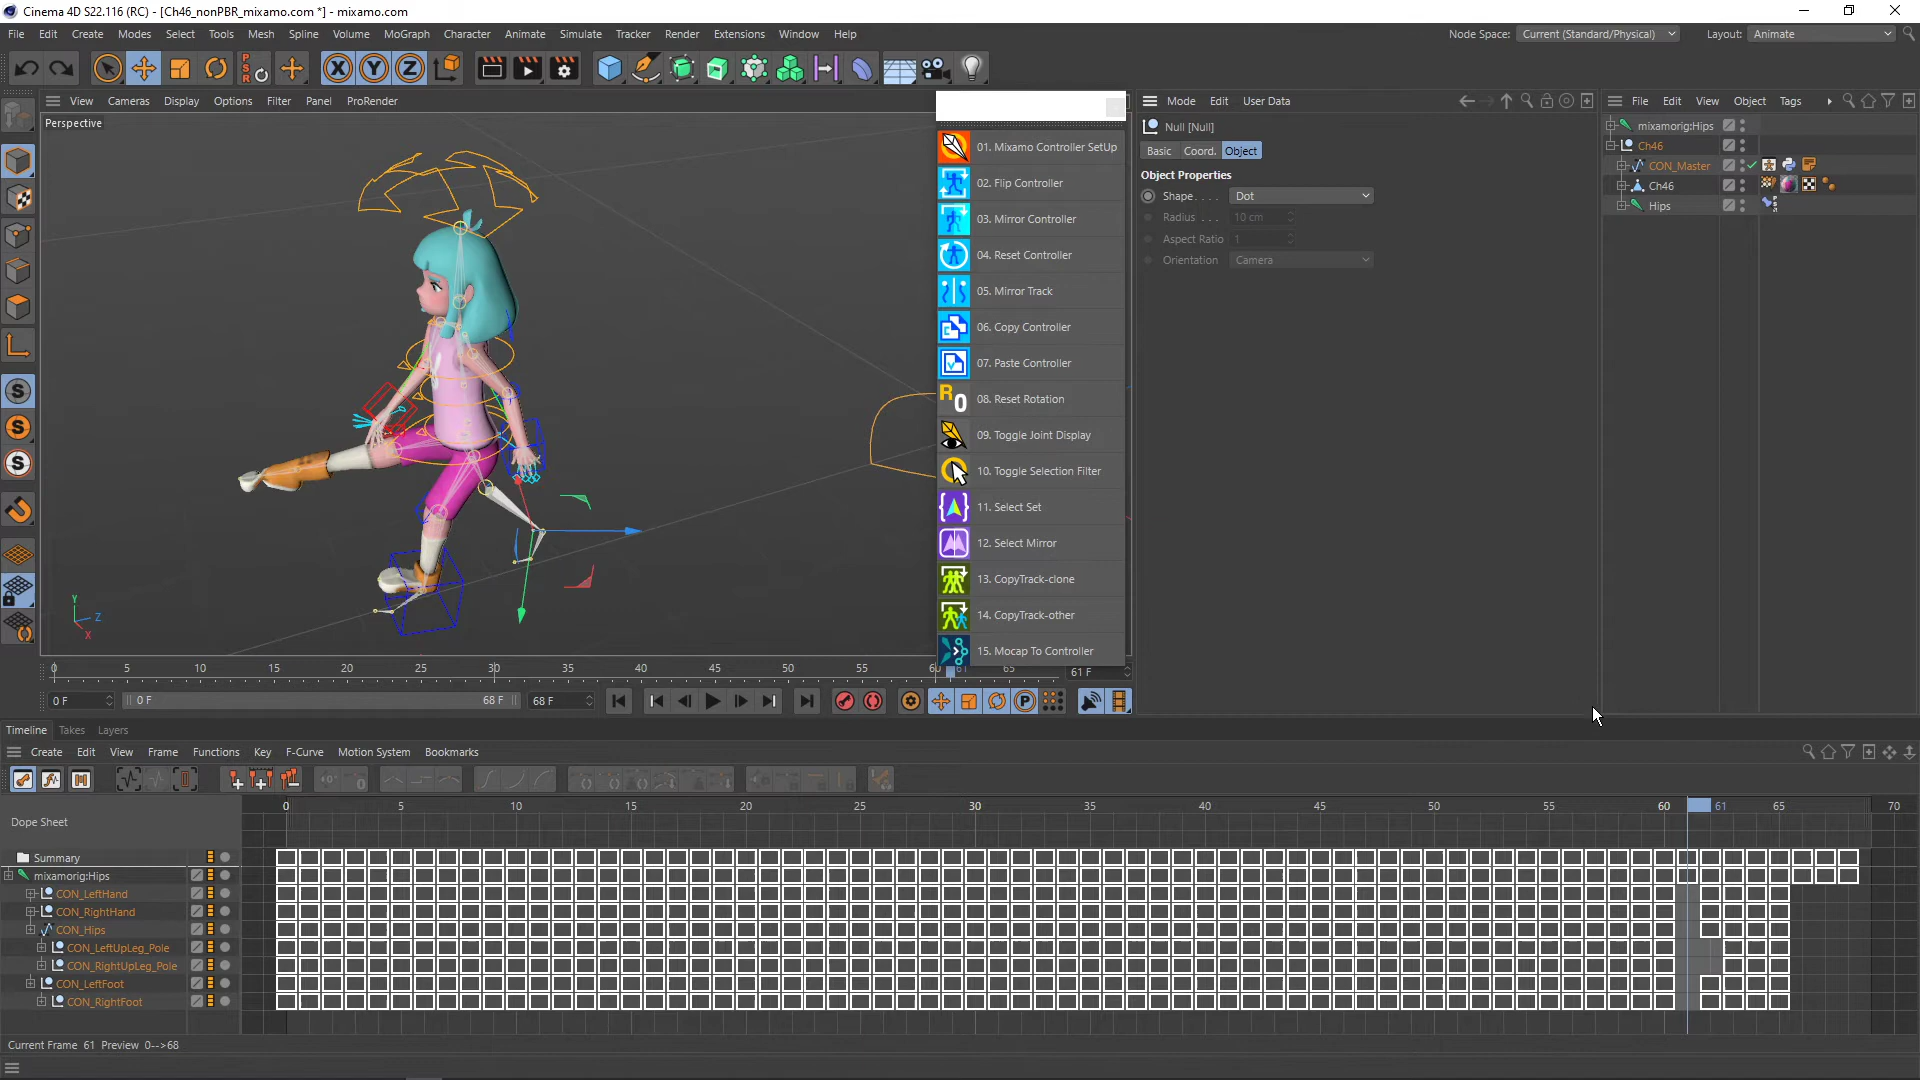 Cinema 4D S22.116 (RC) - [Ch46_nonPBR_mixamo.com *] - mixamo.com
File Edit Create Modes Select Tools Mesh Spline Volume MoGraph Character Animate Simulate Tracker Render Extensions Window Help
Node Space: Current (Standard/Physical) Layout: Animate
PSR
X Y Z
View Cameras Display Options Filter Panel ProRender
Perspective
01. Mixamo Controller SetUp
02. Flip Controller
03. Mirror Controller
04. Reset Controller
05. Mirror Track
06. Copy Controller
07. Paste Controller
R0
08. Reset Rotation
09. Toggle Joint Display
10. Toggle Selection Filter
11. Select Set
12. Select Mirror
13. CopyTrack-clone
14. CopyTrack-other
15. Mocap To Controller
Mode Edit User Data
Null [Null]
Basic Coord. Object
Object Properties
Shape . . . . Dot
Radius . . . 10 cm
Aspect Ratio 1
Orientation Camera
File Edit View Object Tags
mixamorig:Hips
Ch46
CON_Master
Ch46
Hips
S
S
S
Y
Z
X
0 5 10 15 20 25 30 35 40 45 50 55 60 65 61 F
0 F 0 F 68 F 68 F
P
Timeline Takes Layers
Create Edit View Frame Functions Key F-Curve Motion System Bookmarks
0 5 10 15 20 25 30 35 40 45 50 55 60 61 65 70
Dope Sheet
Summary
mixamorig:Hips
CON_LeftHand
CON_RightHand
CON_Hips
CON_LeftUpLeg_Pole
CON_RightUpLeg_Pole
CON_LeftFoot
CON_RightFoot
Current Frame 61 Preview 0-->68